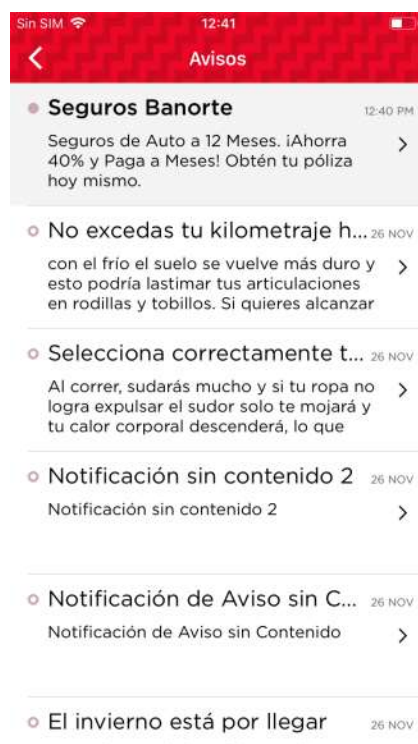 Sin SIM 12:41
Avisos
Seguros Banorte 12:40 PM
Seguros de Auto a 12 Meses. ¡Ahorra
40% y Paga a Meses! Obtén tu póliza
hoy mismo.
No excedas tu kilometraje h... 26 NOV
con el frío el suelo se vuelve más duro y
esto podría lastimar tus articulaciones
en rodillas y tobillos. Si quieres alcanzar
Selecciona correctamente t... 26 NOV
Al correr, sudarás mucho y si tu ropa no
logra expulsar el sudor solo te mojará y
tu calor corporal descenderá, lo que
Notificación sin contenido 2 26 NOV
Notificación sin contenido 2
Notificación de Aviso sin C... 26 NOV
Notificación de Aviso sin Contenido
El invierno está por llegar 26 NOV